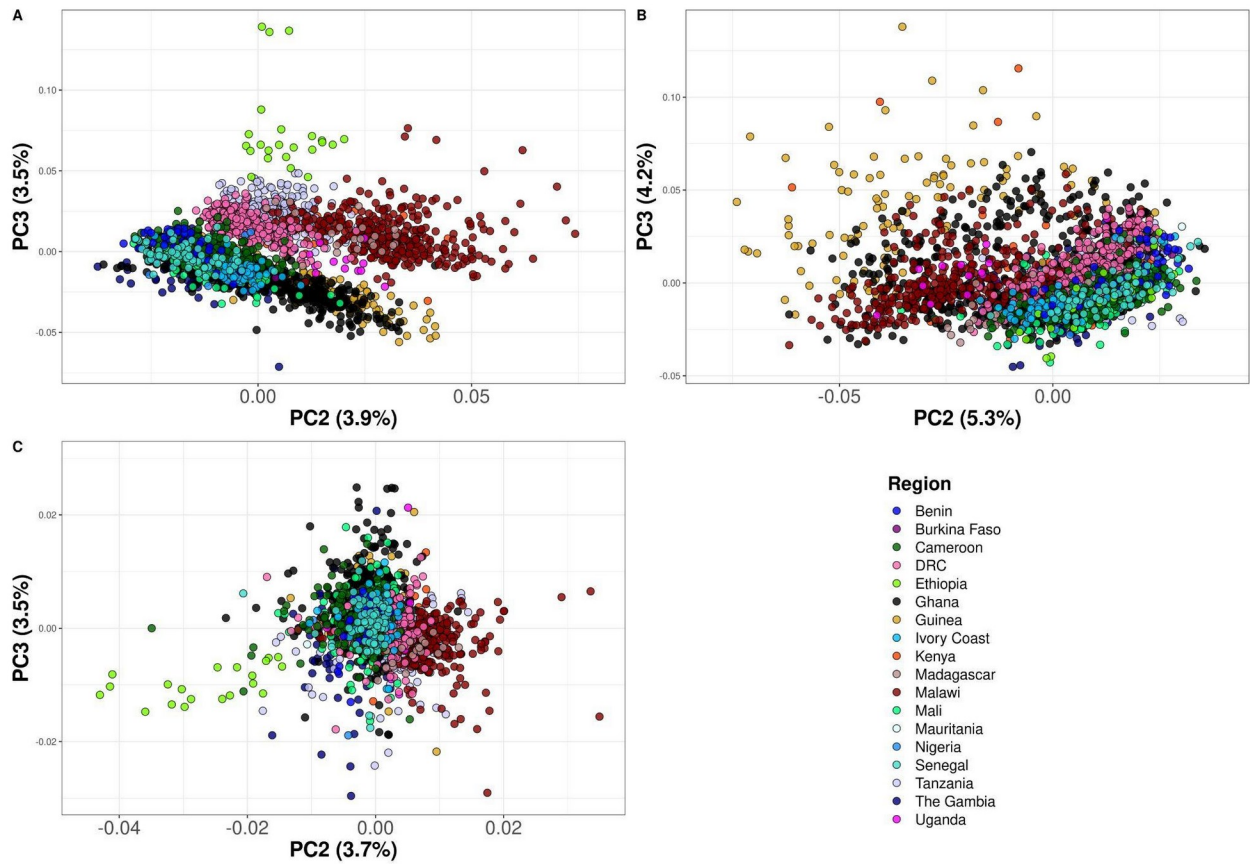 A
PC3 (3.5%)
0.10
0.05
0.00
-0.05
0.00
0.05
PC2 (3.9%)
B
PC3 (4.2%)
0.10
0.05
0.00
-0.05
-0.05
0.00
PC2 (5.3%)
C
PC3 (3.5%)
0.02
0.00
-0.02
-0.04
-0.02
0.00
0.02
PC2 (3.7%)
Region
Benin
Burkina Faso
Cameroon
DRC
Ethiopia
Ghana
Guinea
Ivory Coast
Kenya
Madagascar
Malawi
Mali
Mauritania
Nigeria
Senegal
Tanzania
The Gambia
Uganda